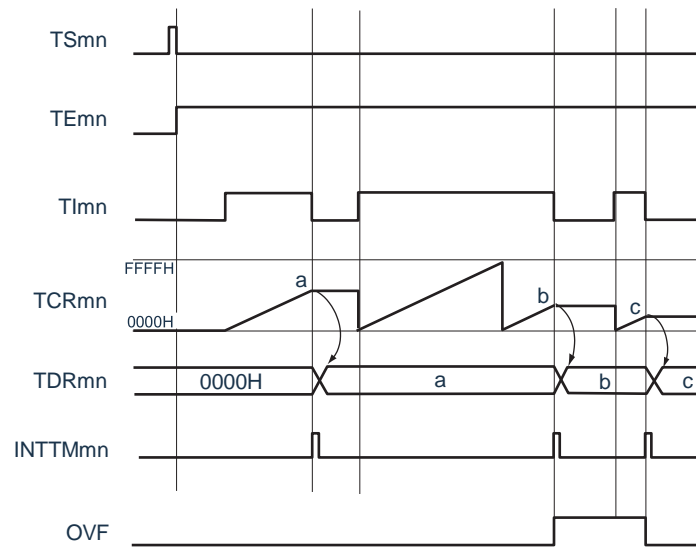 TSmn
TEmn
TImn
FFFFH
a
b
c
TCRmn
0000H
TDRmn
0000H
a
b
c
INTTMmn
OVF